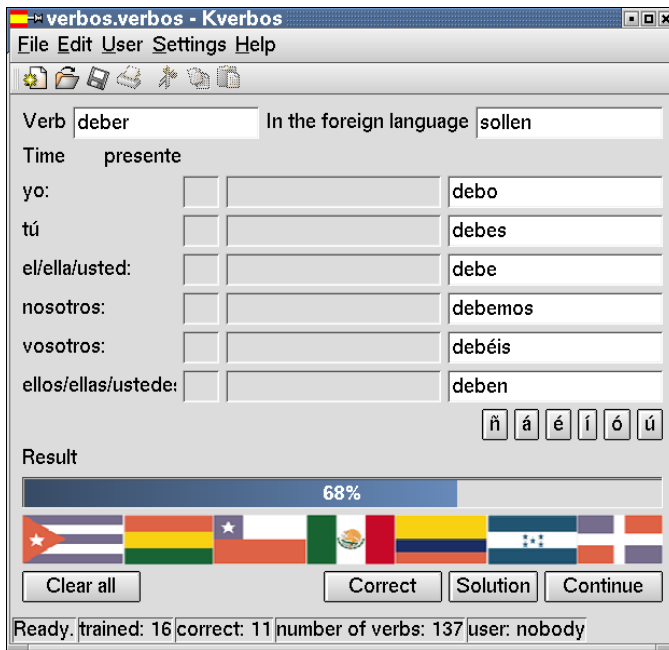 verbos.verbos - Kverbos
File Edit User Settings Help
Verb deber In the foreign language sollen
Time presente
yo: debo
tú debes
el/ella/usted: debe
nosotros: debemos
vosotros: debéis
ellos/ellas/ustedes deben
ñ á é í ó ú
Result
68%
Clear all Correct Solution Continue
Ready. trained: 16 correct: 11 number of verbs: 137 user: nobody